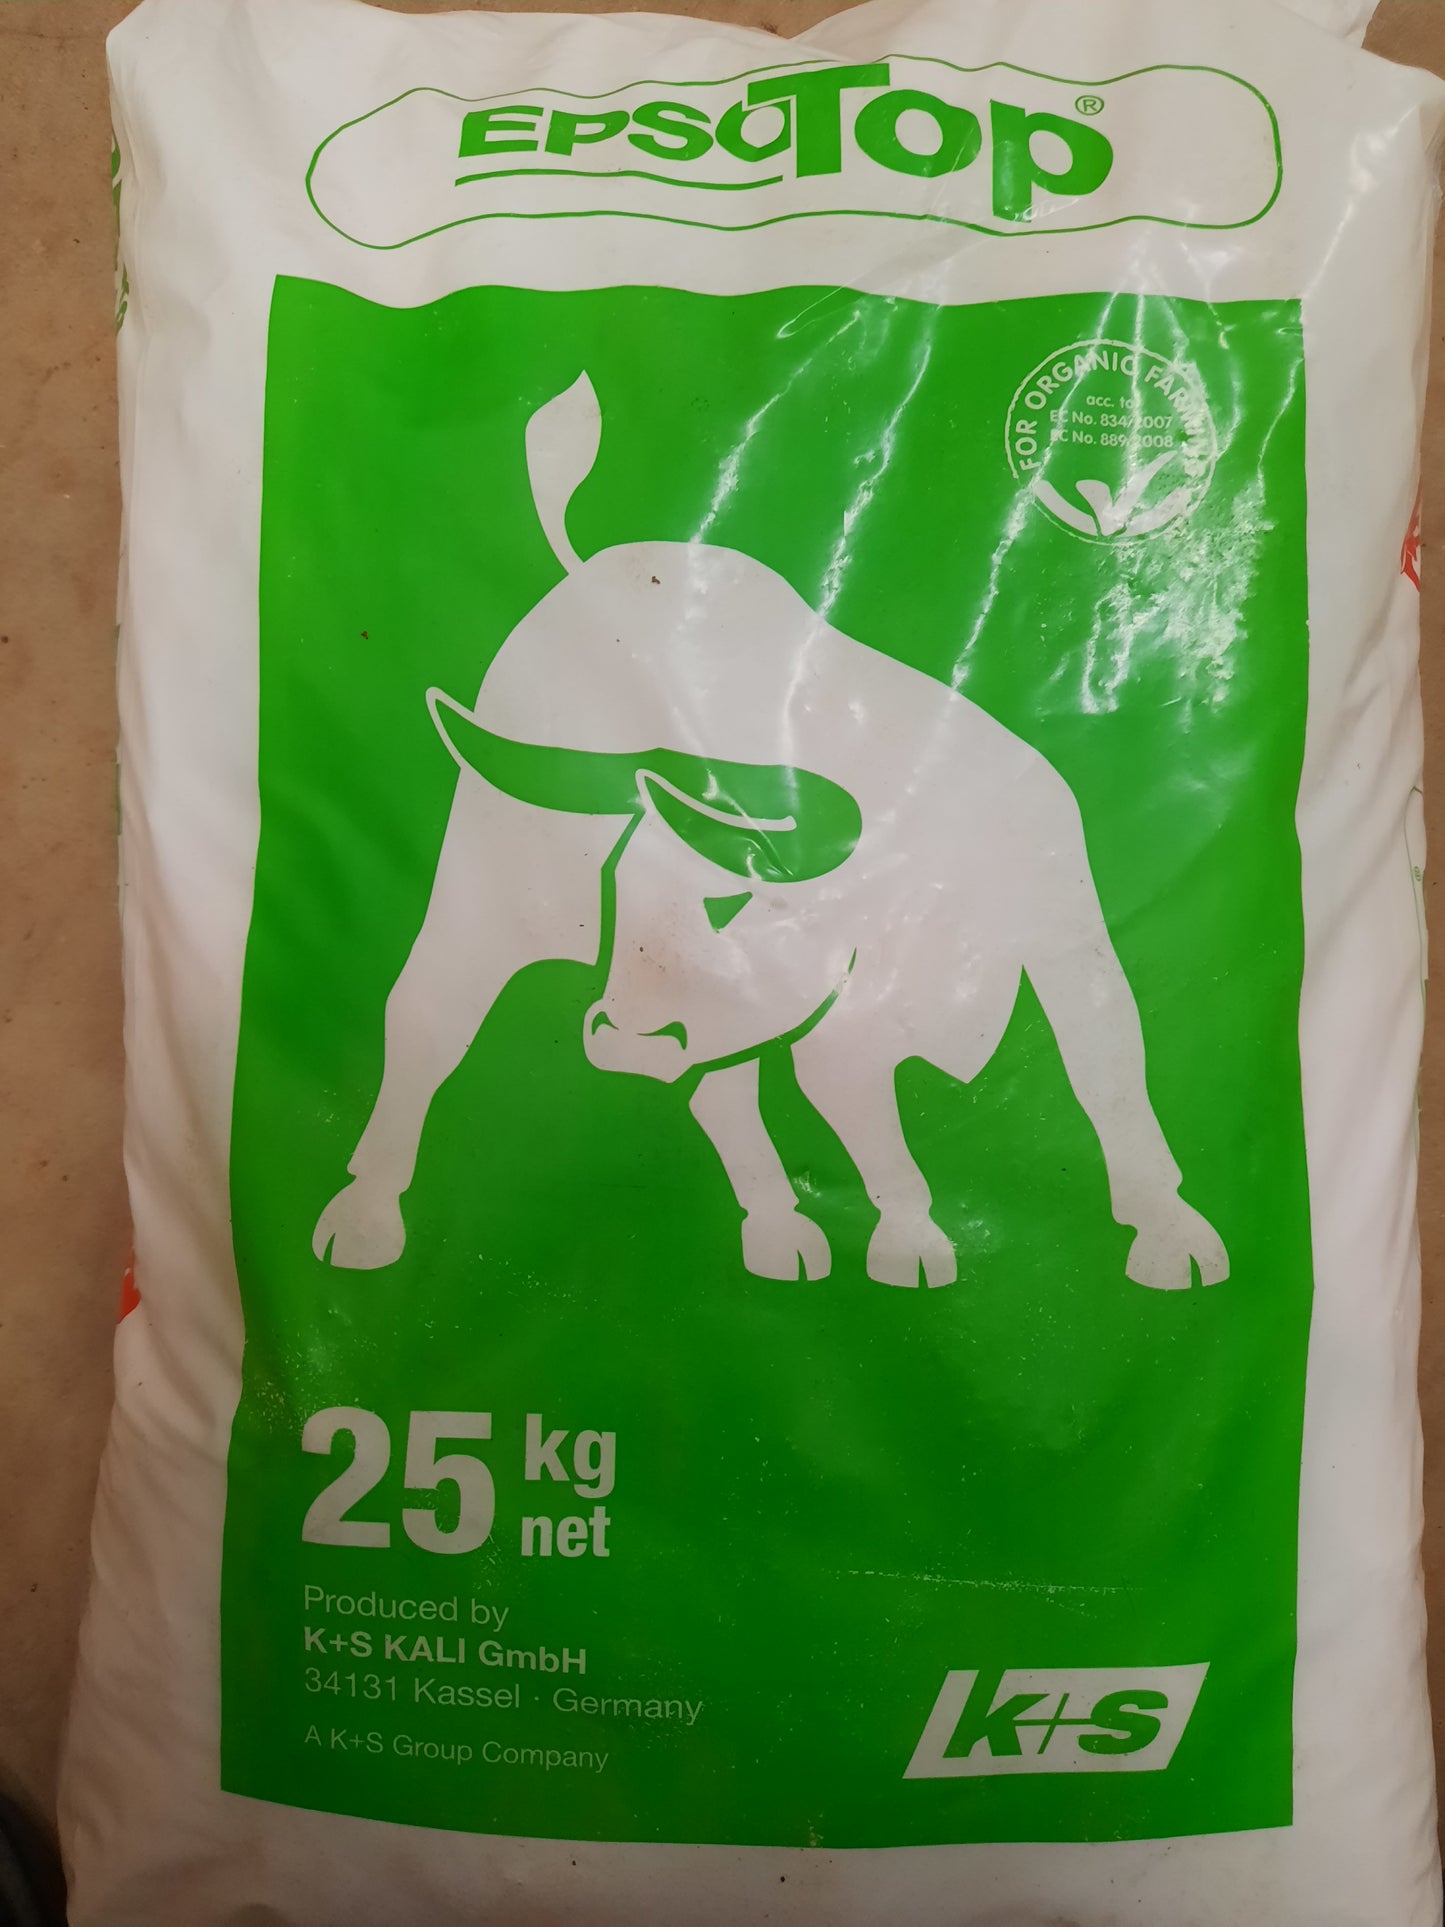 EPSOTop®
FOR ORGANIC FARMING
acc. to
EC No. 834/2007
EC No. 889/2008
25 kg
net
Produced by
K+S KALI GmbH
34131 Kassel · Germany
A K+S Group Company
K+S